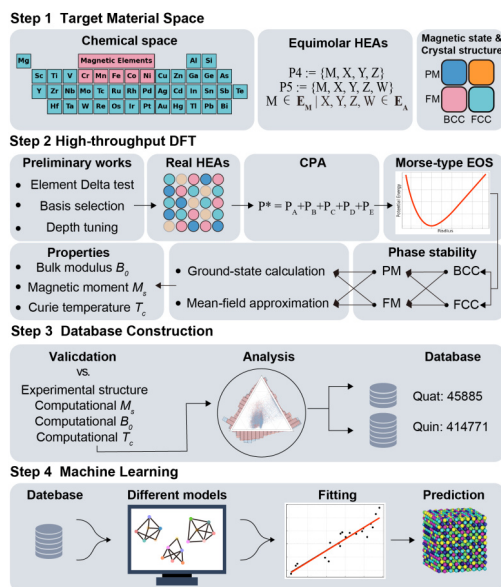 Step 1 Target Material Space
Chemical space
Mg Magnetic Elements Al Si
Sc Ti V Cr Mn Fe Co Ni Cu Zn Ga Ge As
Y Zr Nb Mo Tc Ru Rh Pd Ag Cd In Sn Sb Te
Hf Ta W Re Os Ir Pt Au Hg Tl Pb Bi
Equimolar HEAs
P4 := {M, X, Y, Z}
P5 := {M, X, Y, Z, W}
M ∈ E_M | X, Y, Z, W ∈ E_A
Magnetic state &
Crystal structure
PM
FM
BCC FCC
Step 2 High-throughput DFT
Preliminary works
• Element Delta test
• Basis selection
• Depth tuning
Real HEAs
CPA
P* = P_A+P_B+P_C+P_D+P_E
Morse-type EOS
Potential Energy
Position
Properties
• Bulk modulus B_0
• Magnetic moment M_s
• Curie temperature T_c
Ground-state calculation
Mean-field approximation
Phase stability
PM BCC
FM FCC
Step 3 Database Construction
Valicdation
vs.
Experimental structure
Computational M_s
Computational B_0
Computational T_c
Analysis
Database
Quat: 45885
Quin: 414771
Step 4 Machine Learning
Datebase
Different models
Fitting
Prediction